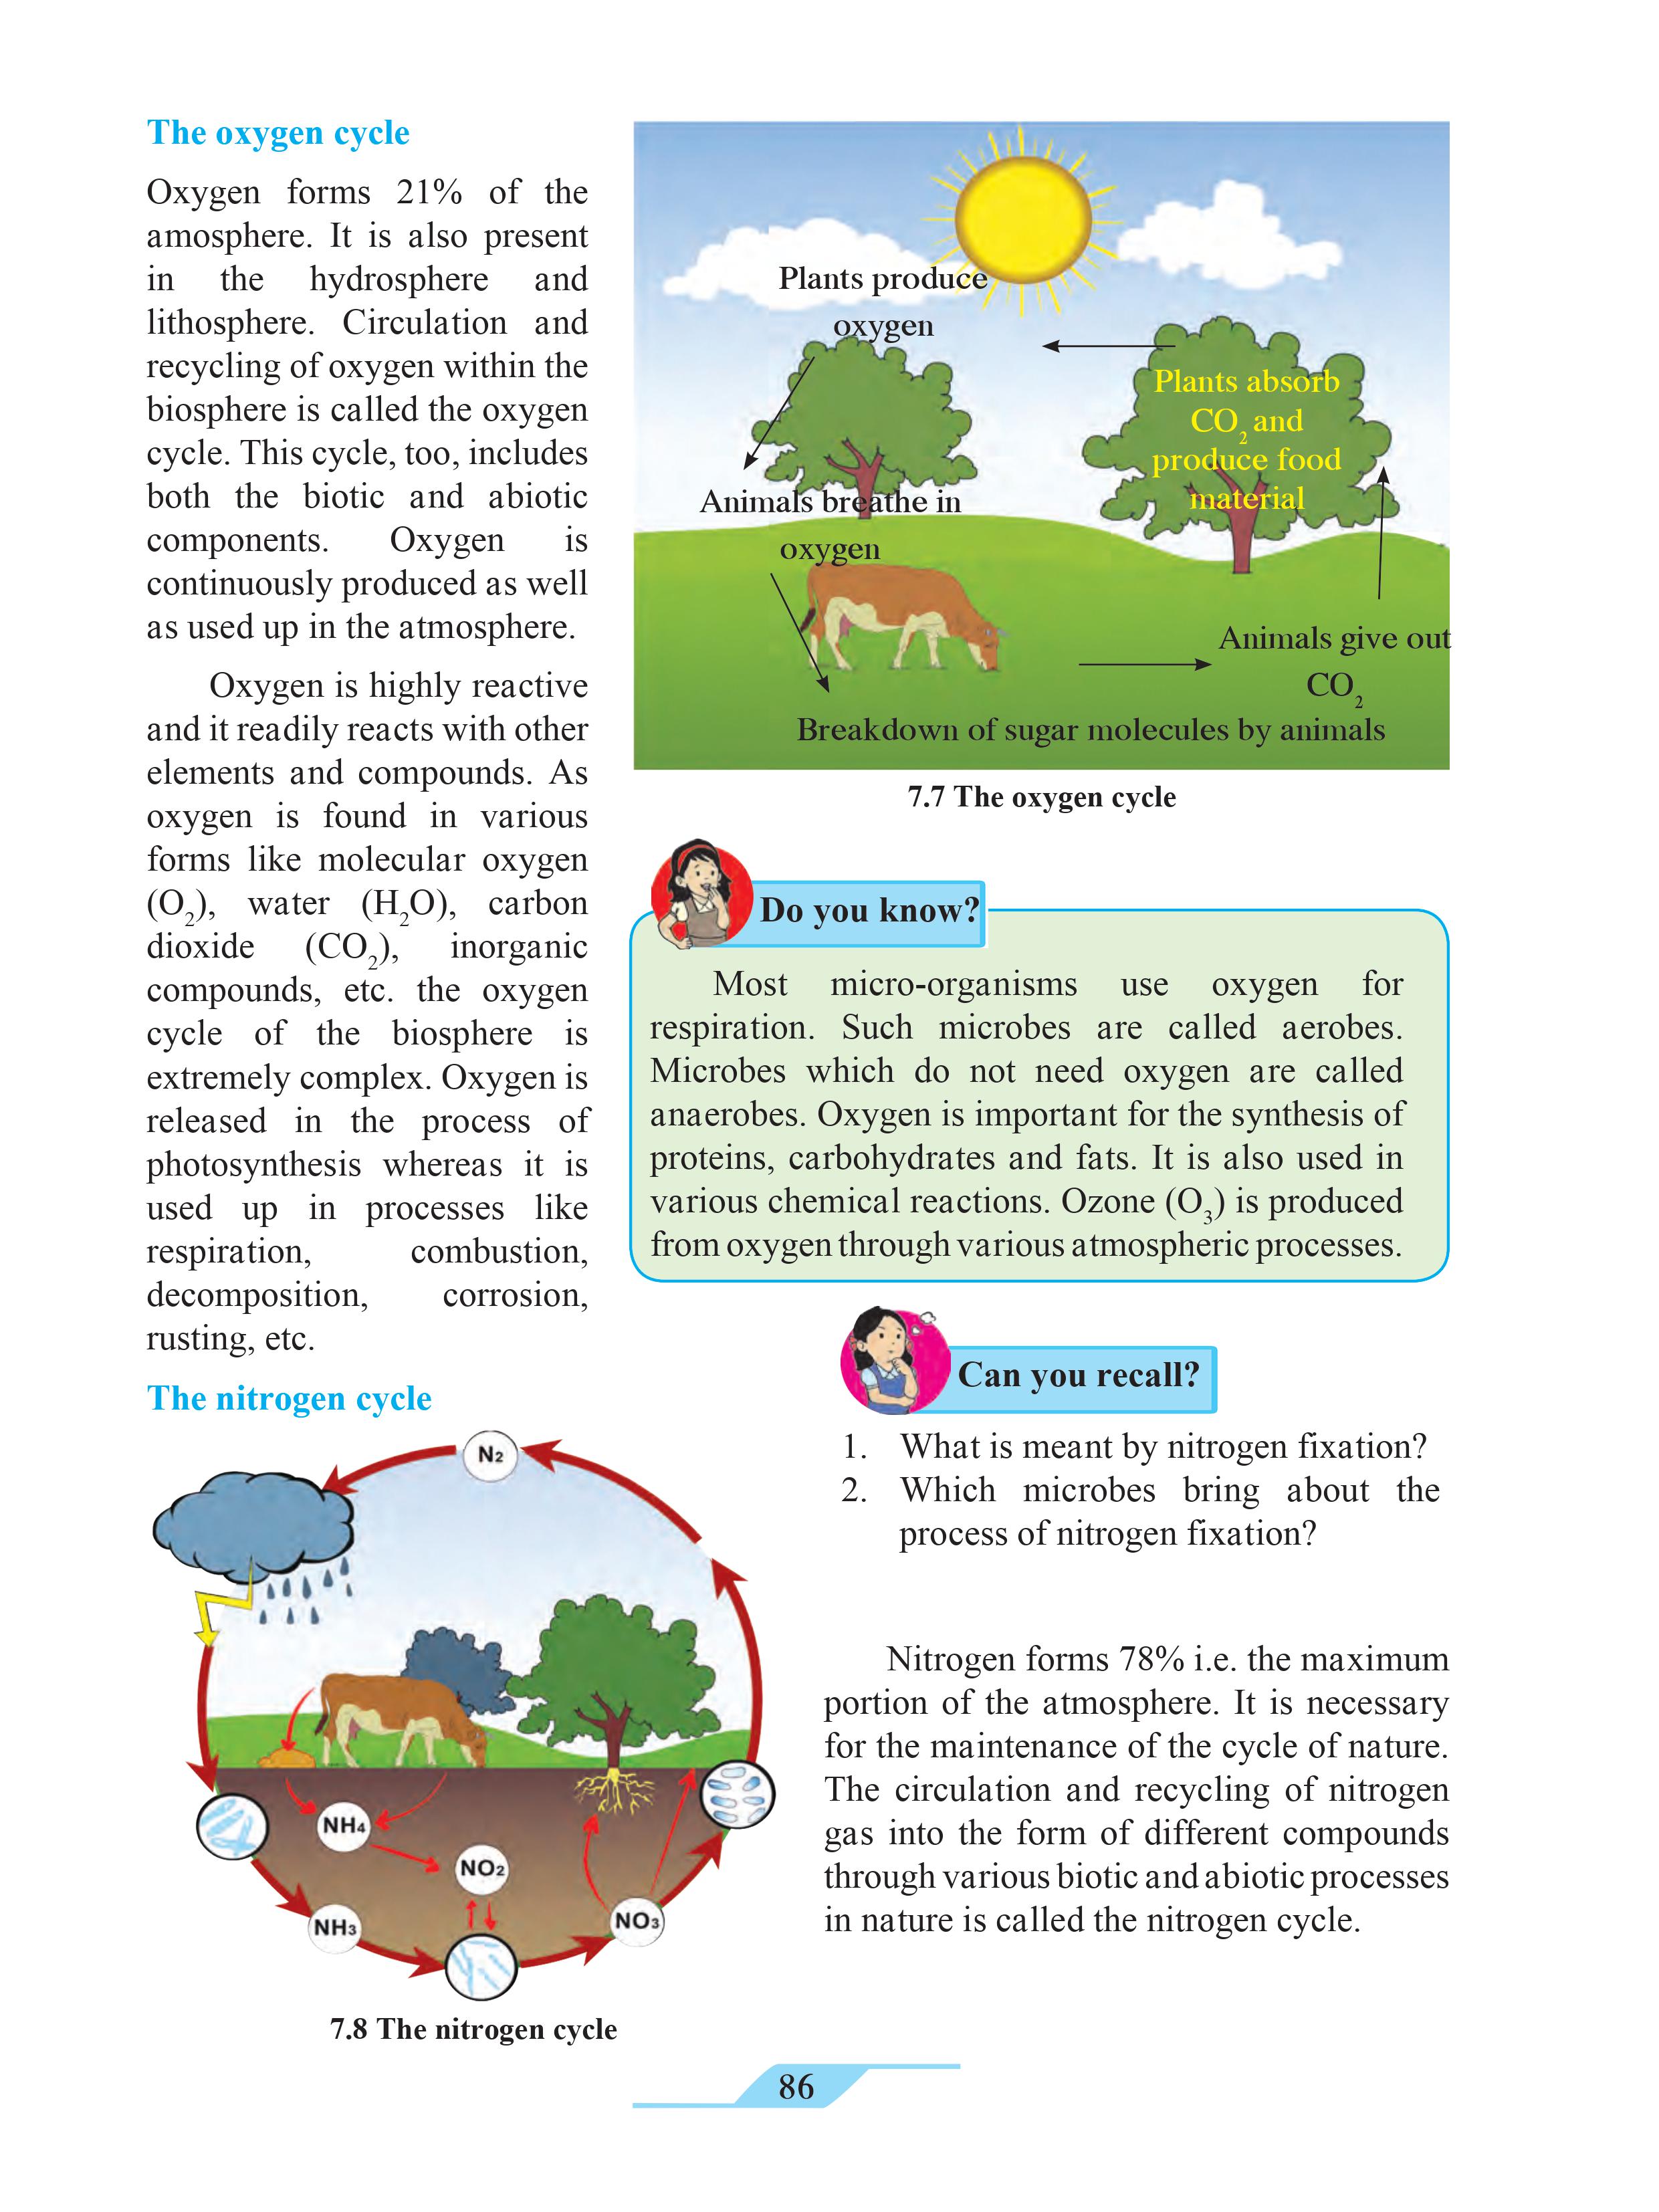 The oxygen cycle
Oxygen forms 21% of the
amosphere. It is also present
in the hydrosphere and
lithosphere. Circulation and
recycling of oxygen within the
biosphere is called the oxygen
cycle. This cycle, too, includes
both the biotic and abiotic
components. Oxygen is
continuously produced as well
as used up in the atmosphere.
Oxygen is highly reactive
and it readily reacts with other
elements and compounds. As
oxygen is found in various
forms like molecular oxygen
(O₂), water (H₂O), carbon
dioxide (CO₂), inorganic
compounds, etc. the oxygen
cycle of the biosphere is
extremely complex. Oxygen is
released in the process of
photosynthesis whereas it is
used up in processes like
respiration, combustion,
decomposition, corrosion,
rusting, etc.
Plants produce
oxygen
Plants absorb
CO₂ and
produce food
material
Animals breathe in
oxygen
Animals give out
CO₂
Breakdown of sugar molecules by animals
7.7 The oxygen cycle
Do you know?
Most micro-organisms use oxygen for
respiration. Such microbes are called aerobes.
Microbes which do not need oxygen are called
anaerobes. Oxygen is important for the synthesis of
proteins, carbohydrates and fats. It is also used in
various chemical reactions. Ozone (O₃) is produced
from oxygen through various atmospheric processes.
Can you recall?
1. What is meant by nitrogen fixation?
2. Which microbes bring about the
process of nitrogen fixation?
The nitrogen cycle
N2
NH4
NO2
NH3
NO3
7.8 The nitrogen cycle
Nitrogen forms 78% i.e. the maximum
portion of the atmosphere. It is necessary
for the maintenance of the cycle of nature.
The circulation and recycling of nitrogen
gas into the form of different compounds
through various biotic and abiotic processes
in nature is called the nitrogen cycle.
86